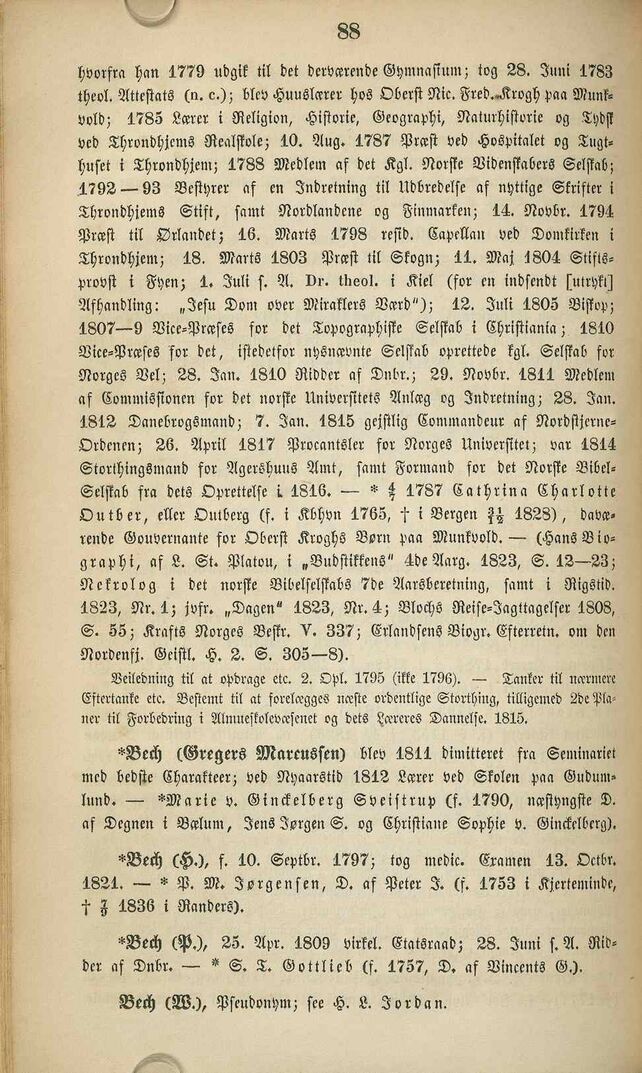 88
hvorfra han 1779 udgik til det derværende Gymnasium; tog 28. Juni 1783
theol. Attestats (n. c.); blev Huuslærer hos Oberst Nic. Fred. Krogh paa Munk-
vold; 1785 Lærer i Religion, Historie, Geographi, Naturhistorie og Tydsk
ved Throndhjems Realskole; 10. Aug. 1787 Præst ved Hospitalet og Tugt-
huset i Throndhjem; 1788 Medlem af det Kgl. Norske Videnskabers Selskab;
1792—93 Bestyrer af en Indretning til Udbredelse af nyttige Skrifter i
Throndhjems Stift, samt Nordlandene og Finmarken; 14. Novbr. 1794
Præst til Ørlandet; 16. Marts 1798 resid. Capellan ved Domkirken i
Throndhjem; 18. Marts 1803 Præst til Skogn; 11. Maj 1804 Stifts-
provst i Fyen; 1. Juli s. A. Dr. theol. i Kiel (for en indsendt [utrykt]
Afhandling: „Jesu Dom over Miraklers Værd"); 12. Juli 1805 Biskop;
1807—9 Vice-Præses for det Topographiske Selskab i Christiania; 1810
Vice-Præses for det, istedetfor nysnævnte Selskab oprettede kgl. Selskab for
Norges Vel; 28. Jan. 1810 Ridder af Dnbr.; 29. Novbr. 1811 Medlem
af Commissionen for det norske Universitets Anlæg og Indretning; 28. Jan.
1812 Danebrogsmand; 7. Jan. 1815 gejstlig Commandeur af Nordstjerne-
Ordenen; 26. April 1817 Procantsler for Norges Universitet; var 1814
Storthingsmand for Agershuus Amt, samt Formand for det Norske Bibel-
Selskab fra dets Oprettelse i 1816. — * 4/7 1787 Cathrina Charlotte
Outber, eller Outberg (f. i Kbhvn 1765, † i Bergen 31/12 1828), davæ-
rende Gouvernante for Oberst Kroghs Børn paa Munkvold. — (Hans Bio-
graphi, af L. St. Platou, i „Budstikkens" 4de Aarg. 1823, S. 12—23;
Nekrolog i det norske Bibelselskabs 7de Aarsberetning, samt i Rigstid.
1823, Nr. 1; jvfr. „Dagen" 1823, Nr. 4; Blochs Reise-Jagttagelser 1808,
S. 55; Krafts Norges Beskr. V. 337; Erlandsens Biogr. Efterretn. om den
Nordenfj. Geistl. H. 2. S. 305—8).
Veiledning til at opdrage etc. 2. Opl. 1795 (ikke 1796). — Tanker til nærmere
Eftertanke etc. Bestemt til at forelægges næste ordentlige Storthing, tilligemed 2de Pla-
ner til Forbedring i Almueskolevæsenet og dets Læreres Dannelse. 1815.
*Bech (Gregers Marcussen) blev 1811 dimitteret fra Seminariet
med bedste Charakteer; ved Nyaarstid 1812 Lærer ved Skolen paa Gudum-
lund. — *Marie v. Ginckelberg Sveistrup (f. 1790, næstyngste D.
af Degnen i Bælum, Jens Jørgen S. og Christiane Sophie v. Ginckelberg).
*Bech (H.), f. 10. Septbr. 1797; tog medic. Examen 13. Octbr.
1821. — * P. M. Jørgensen, D. af Peter J. (f. 1753 i Kjerteminde,
† 7/9 1836 i Randers).
*Bech (P.), 25. Apr. 1809 virkel. Etatsraad; 28. Juni s. A. Rid-
der af Dnbr. — * S. T. Gottlieb (f. 1757, D. af Vincents G.).
Bech (W.), Pseudonym; see H. L. Jordan.